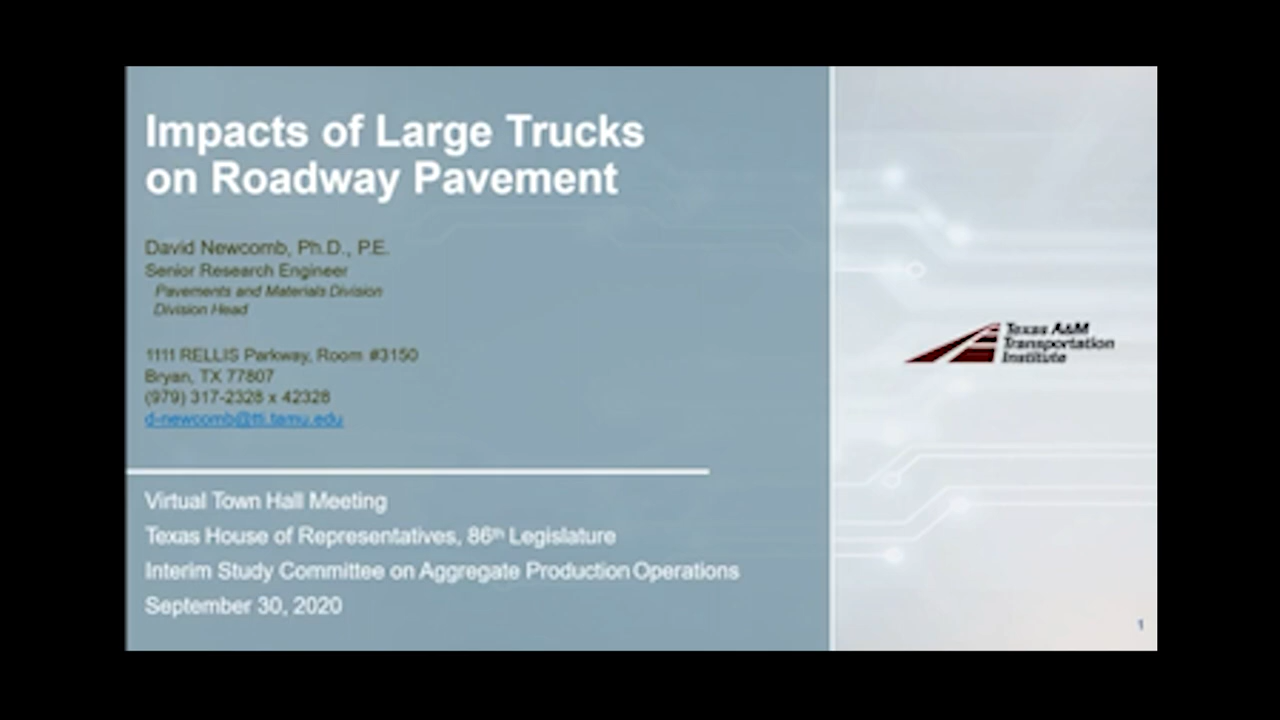 Impacts of Large Trucks
on Roadway Pavement
David Newcomb, Ph.D., P.E.
Senior Research Engineer
Pavements and Materials Division
Division Head
1111 RELLIS Parkway, Room #3150
Bryan, TX 77807
(979) 317-2328 x 42328
d-newcomb@tti.tamu.edu
Virtual Town Hall Meeting
Texas House of Representatives, 86th Legislature
Interim Study Committee on Aggregate Production Operations
September 30, 2020
Texas A&M
Transportation
Institute
1